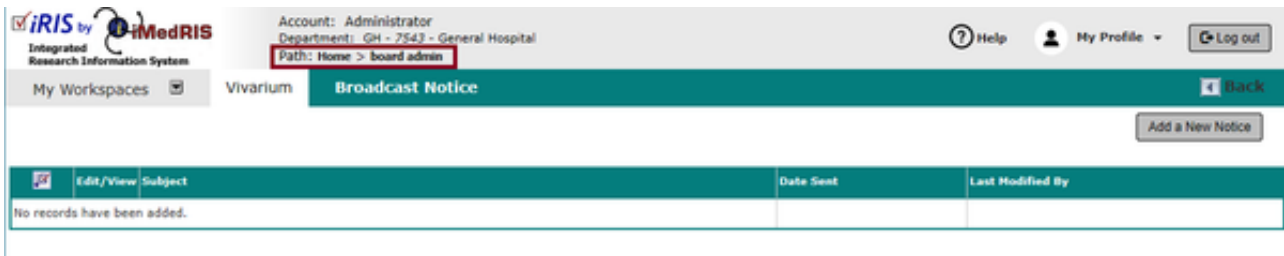 iRIS by iMedRIS
Integrated
Research Information System
Account: Administrator
Department: GH - 7543 - General Hospital
Path: Home > board admin
Help
My Profile
Log out
My Workspaces
Vivarium
Broadcast Notice
Back
Add a New Notice
Edit/View Subject Date Sent Last Modified By
No records have been added.